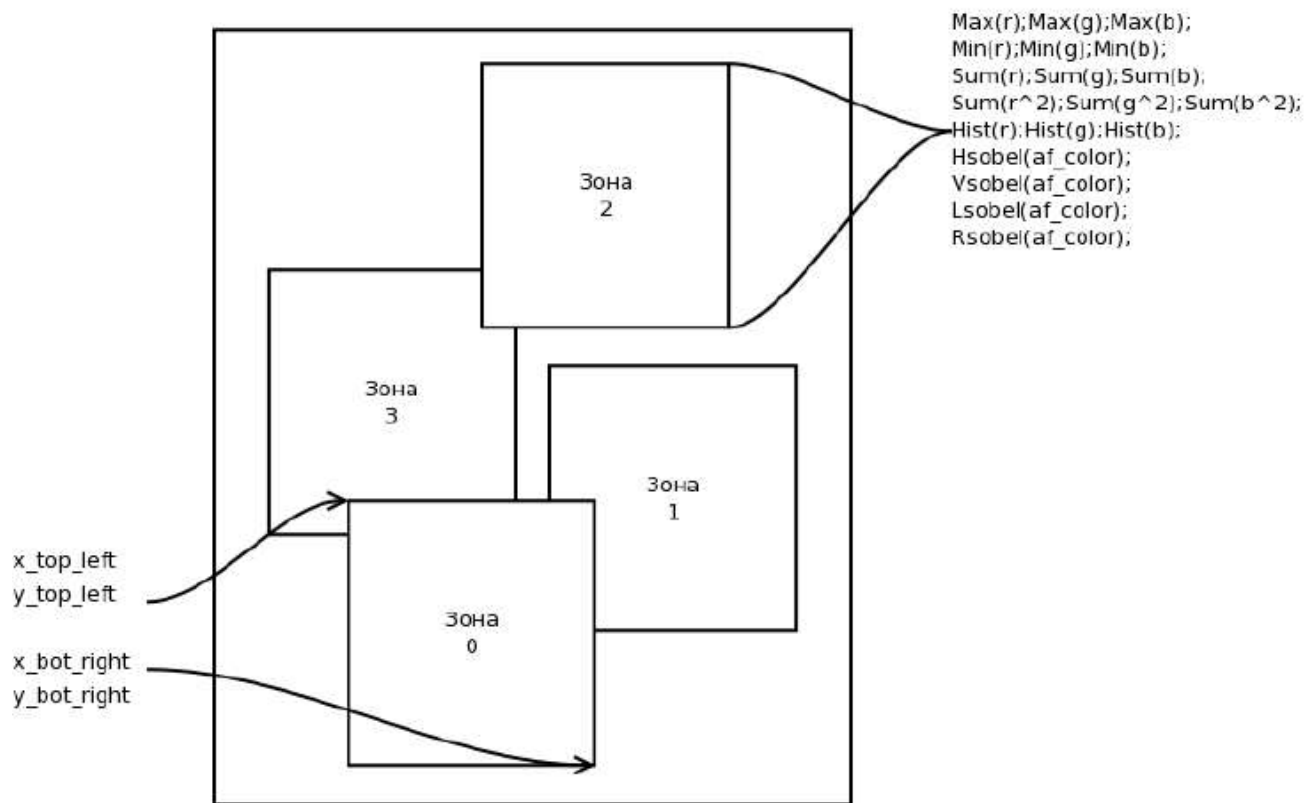 Max(r);Max(g);Max(b);
Min(r);Min(g);Min(b);
Sum(r);Sum(g);Sum(b);
Sum(r^2);Sum(g^2);Sum(b^2);
Hist(r);Hist(g);Hist(b);
Hsobel(af_color);
Vsobel(af_color);
Lsobel(af_color);
Rsobel(af_color);
Зона
2
Зона
3
Зона
1
x_top_left
y_top_left
Зона
0
x_bot_right
y_bot_right